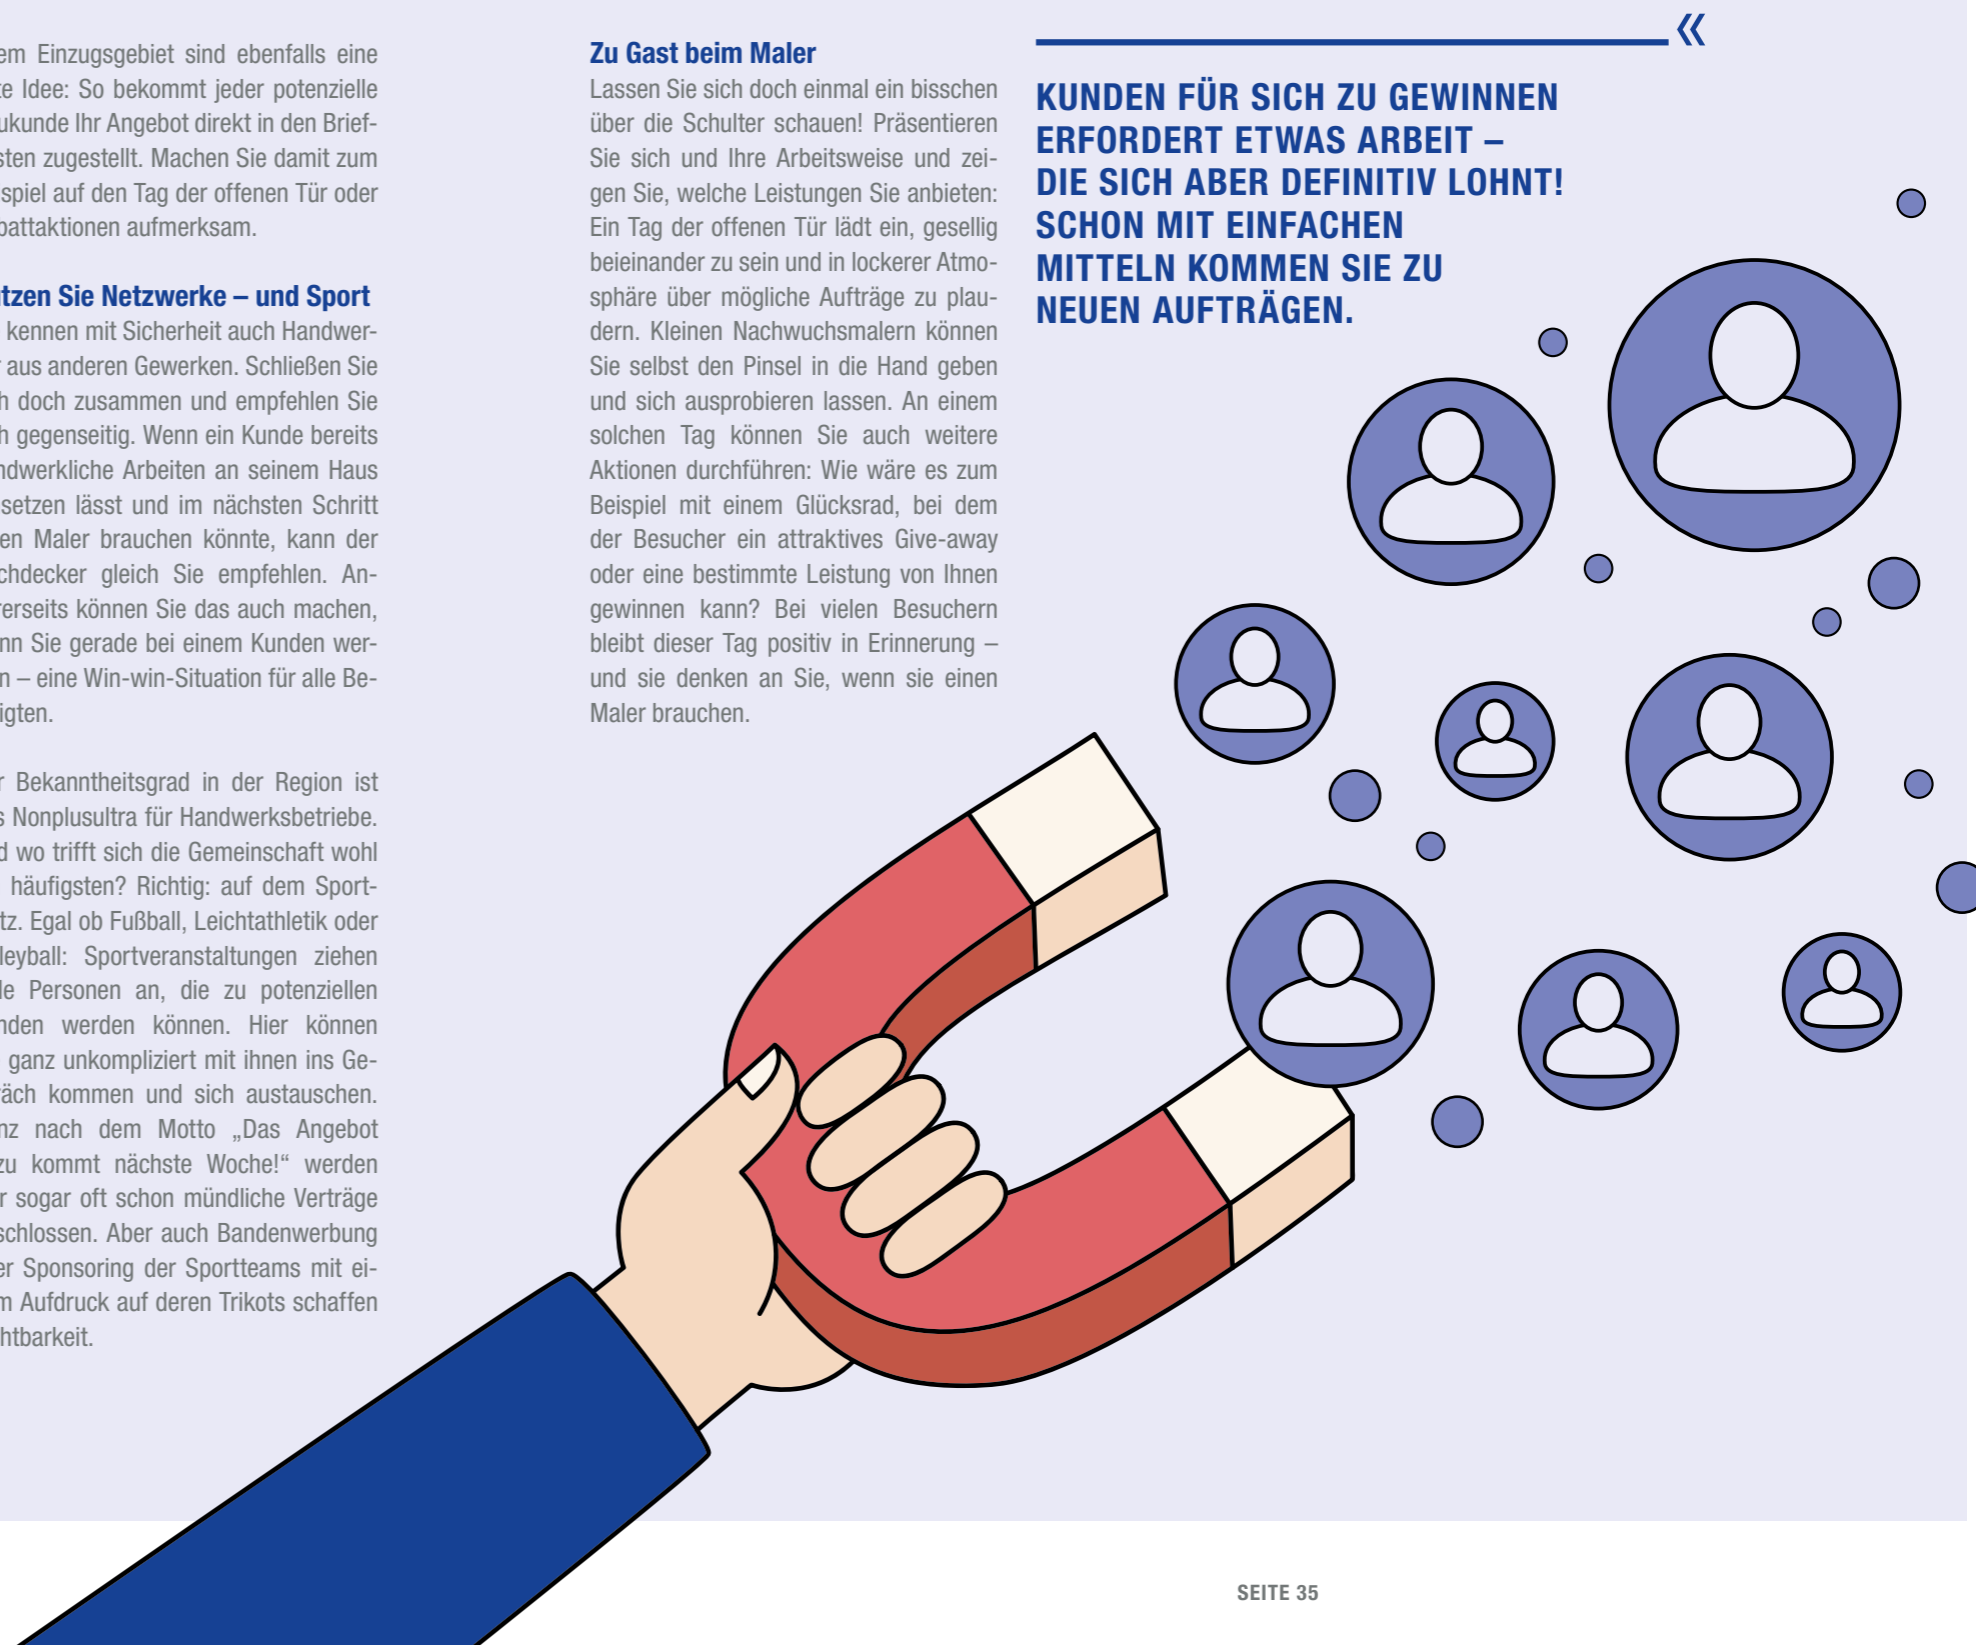 em Einzugsgebiet sind ebenfalls eine
te Idee: So bekommt jeder potenzielle
ukunde Ihr Angebot direkt in den Brief-
sten zugestellt. Machen Sie damit zum
spiel auf den Tag der offenen Tür oder
battaktionen aufmerksam.
tzen Sie Netzwerke – und Sport
kennen mit Sicherheit auch Handwer-
r aus anderen Gewerken. Schließen Sie
h doch zusammen und empfehlen Sie
h gegenseitig. Wenn ein Kunde bereits
ndwerkliche Arbeiten an seinem Haus
setzen lässt und im nächsten Schritt
en Maler brauchen könnte, kann der
chdecker gleich Sie empfehlen. An-
rerseits können Sie das auch machen,
nn Sie gerade bei einem Kunden wer-
n – eine Win-win-Situation für alle Be-
igten.
r Bekanntheitsgrad in der Region ist
s Nonplusultra für Handwerksbetriebe.
d wo trifft sich die Gemeinschaft wohl
häufigsten? Richtig: auf dem Sport-
tz. Egal ob Fußball, Leichtathletik oder
leyball: Sportveranstaltungen ziehen
le Personen an, die zu potenziellen
nden werden können. Hier können
ganz unkompliziert mit ihnen ins Ge-
räch kommen und sich austauschen.
nz nach dem Motto „Das Angebot
zu kommt nächste Woche!“ werden
r sogar oft schon mündliche Verträge
schlossen. Aber auch Bandenwerbung
er Sponsoring der Sportteams mit ei-
m Aufdruck auf deren Trikots schaffen
htbarkeit.
Zu Gast beim Maler
Lassen Sie sich doch einmal ein bisschen
über die Schulter schauen! Präsentieren
Sie sich und Ihre Arbeitsweise und zei-
gen Sie, welche Leistungen Sie anbieten:
Ein Tag der offenen Tür lädt ein, gesellig
beieinander zu sein und in lockerer Atmo-
sphäre über mögliche Aufträge zu plau-
dern. Kleinen Nachwuchsmalern können
Sie selbst den Pinsel in die Hand geben
und sich ausprobieren lassen. An einem
solchen Tag können Sie auch weitere
Aktionen durchführen: Wie wäre es zum
Beispiel mit einem Glücksrad, bei dem
der Besucher ein attraktives Give-away
oder eine bestimmte Leistung von Ihnen
gewinnen kann? Bei vielen Besuchern
bleibt dieser Tag positiv in Erinnerung –
und sie denken an Sie, wenn sie einen
Maler brauchen.
«
KUNDEN FÜR SICH ZU GEWINNEN
ERFORDERT ETWAS ARBEIT –
DIE SICH ABER DEFINITIV LOHNT!
SCHON MIT EINFACHEN
MITTELN KOMMEN SIE ZU
NEUEN AUFTRÄGEN.
SEITE 35